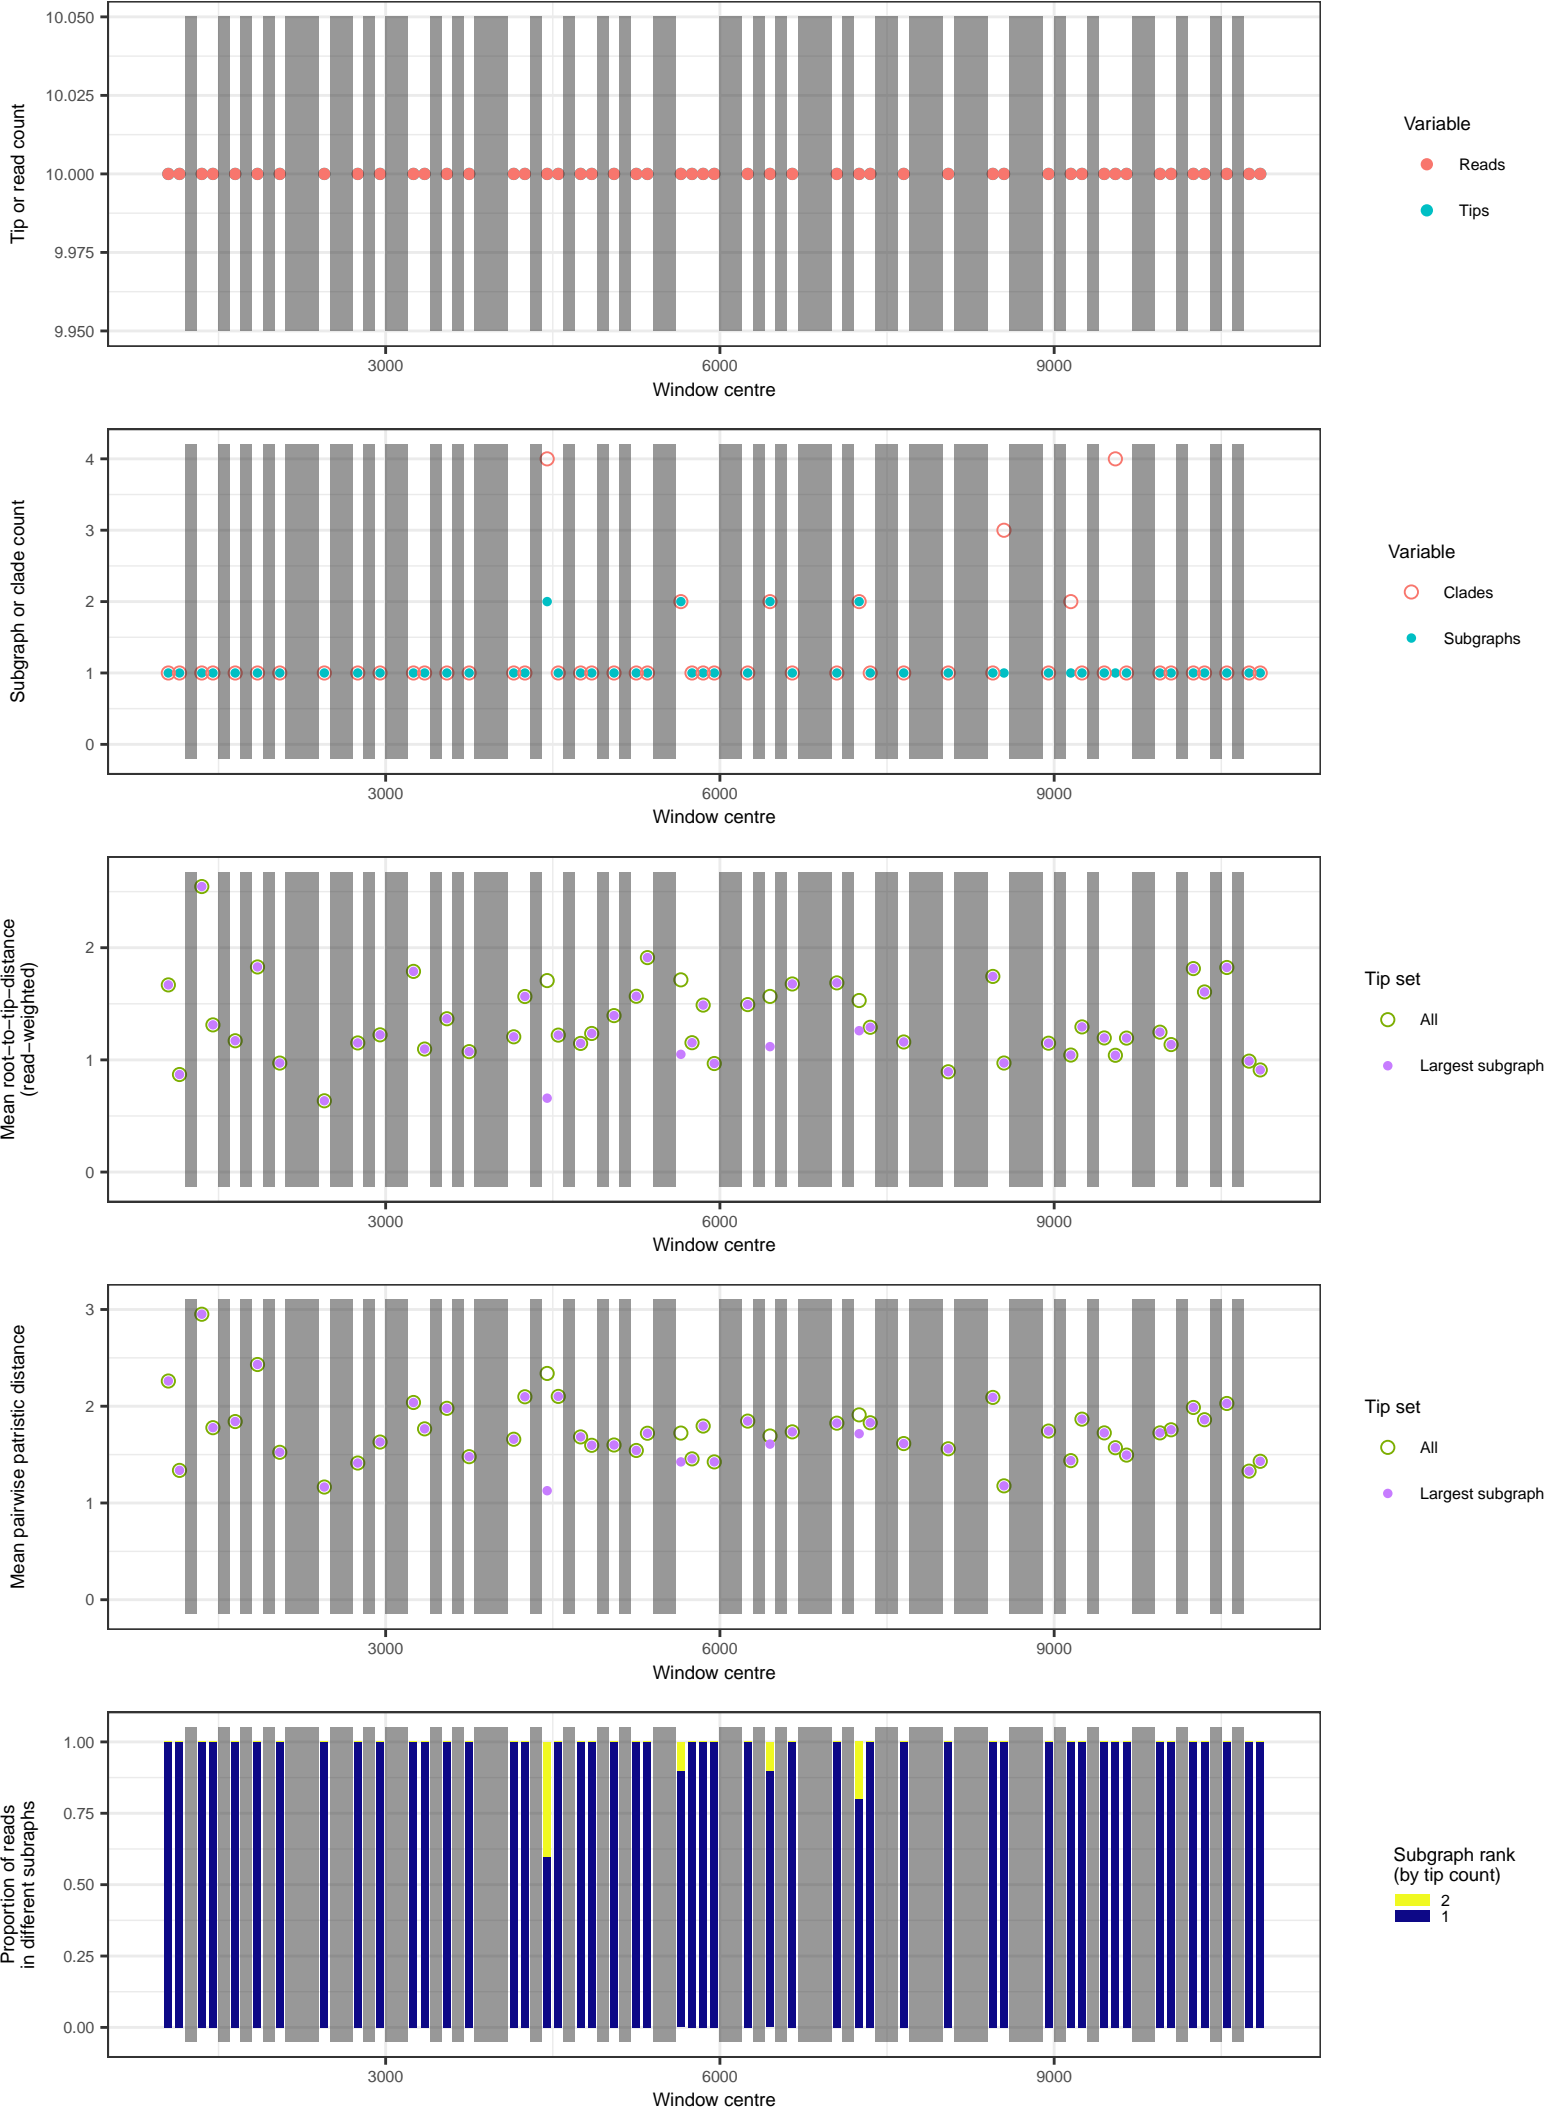 10.050
10.025
10.000
9.975
9.950
Tip or read count
3000
6000
9000
Window centre
Variable
Reads
Tips
4
3
2
1
0
Subgraph or clade count
3000
6000
9000
Window centre
Variable
Clades
Subgraphs
2
1
0
Mean root−to−tip−distance
(read−weighted)
3000
6000
9000
Window centre
Tip set
All
Largest subgraph
3
2
1
0
Mean pairwise patristic distance
3000
6000
9000
Window centre
Tip set
All
Largest subgraph
1.00
0.75
0.50
0.25
0.00
Proportion of reads
in different subraphs
3000
6000
9000
Window centre
Subgraph rank
(by tip count)
2
1